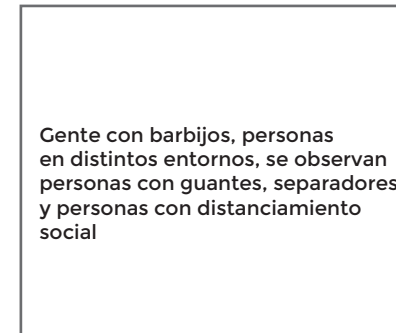 Gente con barbijos, personas
en distintos entornos, se observan
personas con guantes, separadores
y personas con distanciamiento
social